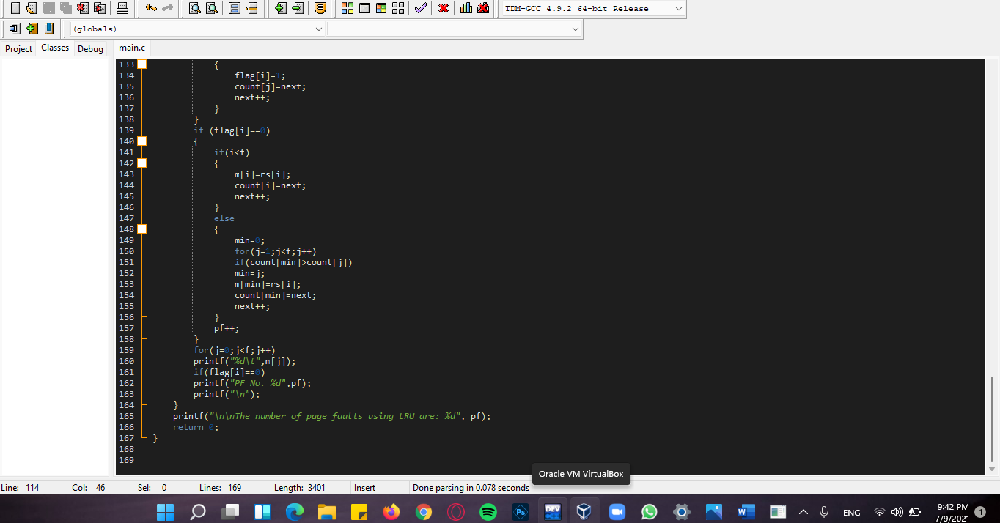 TDM-GCC 4.9.2 64-bit Release
(globals)
Project Classes Debug main.c
133 {
134 flag[i]=1;
135 count[j]=next;
136 next++;
137 }
138 }
139 if (flag[i]==0)
140 {
141 if(i<f)
142 {
143 m[i]=rs[i];
144 count[i]=next;
145 next++;
146 }
147 else
148 {
149 min=0;
150 for(j=1;j<f;j++)
151 if(count[min]>count[j])
152 min=j;
153 m[min]=rs[i];
154 count[min]=next;
155 next++;
156 }
157 pf++;
158 }
159 for(j=0;j<f;j++)
160 printf("%d\t",m[j]);
161 if(flag[i]==0)
162 printf("PF No. %d",pf);
163 printf("\n");
164 }
165 printf("\n\nThe number of page faults using LRU are: %d", pf);
166 return 0;
167 }
168
169
Oracle VM VirtualBox
Line: 114 Col: 46 Sel: 0 Lines: 169 Length: 3401 Insert Done parsing in 0.078 seconds
Ps DEV C++ W ENG 9:42 PM 1
7/9/2021